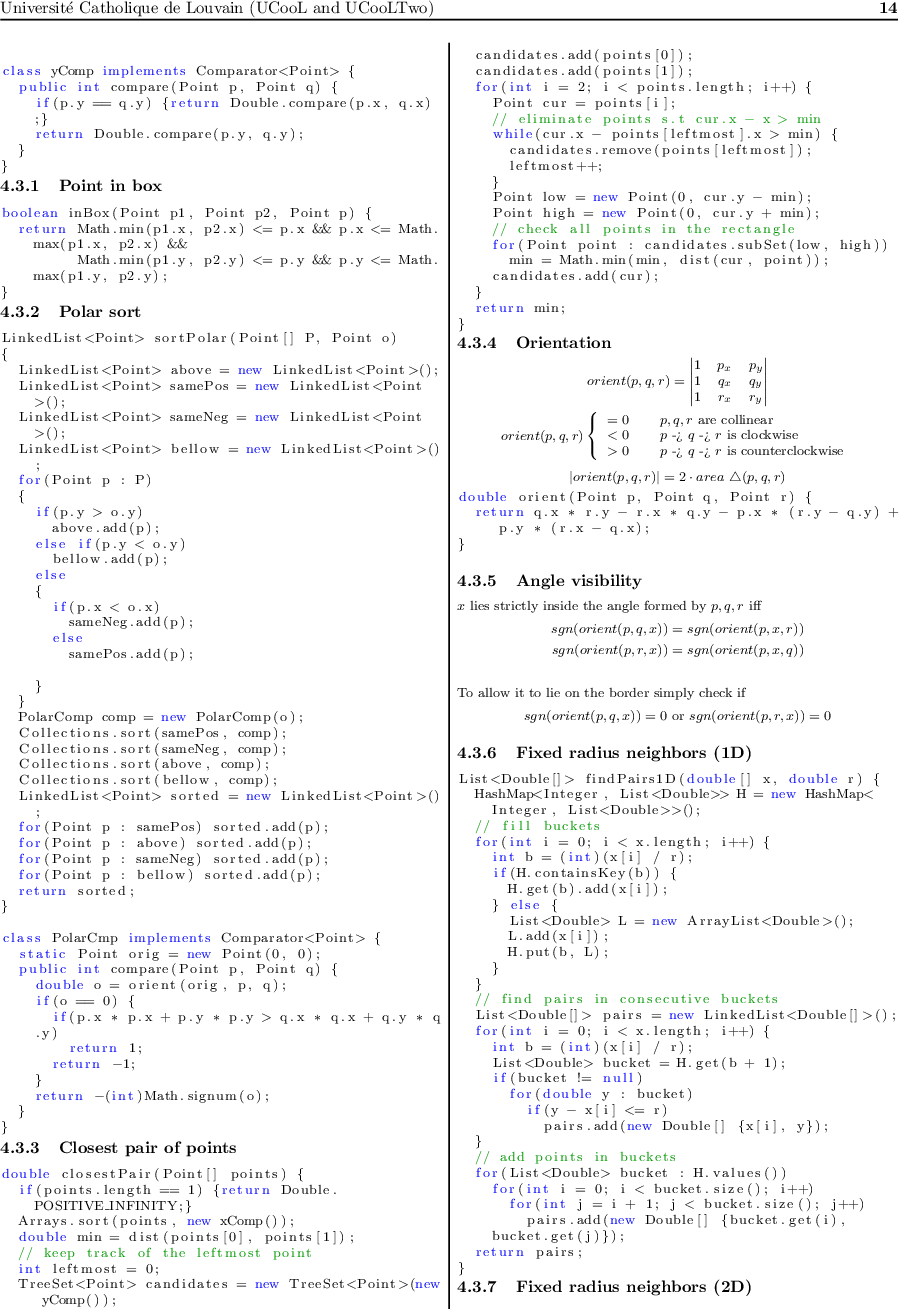 Université Catholique de Louvain (UCooL and UCooLTwo) 14
class yComp implements Comparator<Point> {
public int compare(Point p, Point q) {
if(p.y == q.y) {return Double.compare(p.x, q.x)
;}
return Double.compare(p.y, q.y);
}
}
4.3.1 Point in box
boolean inBox(Point p1, Point p2, Point p) {
return Math.min(p1.x, p2.x) <= p.x && p.x <= Math.
max(p1.x, p2.x) &&
Math.min(p1.y, p2.y) <= p.y && p.y <= Math.
max(p1.y, p2.y);
}
4.3.2 Polar sort
LinkedList<Point> sortPolar(Point[] P, Point o)
{
LinkedList<Point> above = new LinkedList<Point>();
LinkedList<Point> samePos = new LinkedList<Point
>();
LinkedList<Point> sameNeg = new LinkedList<Point
>();
LinkedList<Point> bellow = new LinkedList<Point>()
;
for(Point p : P)
{
if(p.y > o.y)
above.add(p);
else if(p.y < o.y)
bellow.add(p);
else
{
if(p.x < o.x)
sameNeg.add(p);
else
samePos.add(p);
}
}
PolarComp comp = new PolarComp(o);
Collections.sort(samePos, comp);
Collections.sort(sameNeg, comp);
Collections.sort(above, comp);
Collections.sort(bellow, comp);
LinkedList<Point> sorted = new LinkedList<Point>()
;
for(Point p : samePos) sorted.add(p);
for(Point p : above) sorted.add(p);
for(Point p : sameNeg) sorted.add(p);
for(Point p : bellow) sorted.add(p);
return sorted;
}
class PolarCmp implements Comparator<Point> {
static Point orig = new Point(0, 0);
public int compare(Point p, Point q) {
double o = orient(orig, p, q);
if(o == 0) {
if(p.x * p.x + p.y * p.y > q.x * q.x + q.y * q
.y)
return 1;
return −1;
}
return −(int)Math.signum(o);
}
}
4.3.3 Closest pair of points
double closestPair(Point[] points) {
if(points.length == 1) {return Double.
POSITIVE_INFINITY;}
Arrays.sort(points, new xComp());
double min = dist(points[0], points[1]);
// keep track of the leftmost point
int leftmost = 0;
TreeSet<Point> candidates = new TreeSet<Point>(new
yComp());
candidates.add(points[0]);
candidates.add(points[1]);
for(int i = 2; i < points.length; i++) {
Point cur = points[i];
// eliminate points s.t cur.x − x > min
while(cur.x − points[leftmost].x > min) {
candidates.remove(points[leftmost]);
leftmost++;
}
Point low = new Point(0, cur.y − min);
Point high = new Point(0, cur.y + min);
// check all points in the rectangle
for(Point point : candidates.subSet(low, high))
min = Math.min(min, dist(cur, point));
candidates.add(cur);
}
return min;
}
4.3.4 Orientation
orient(p, q, r) = |1 p_x p_y|
|1 q_x q_y|
|1 r_x r_y|
orient(p, q, r) { = 0 p, q, r are collinear
< 0 p -¿ q -¿ r is clockwise
> 0 p -¿ q -¿ r is counterclockwise
|orient(p, q, r)| = 2 · area △(p, q, r)
double orient(Point p, Point q, Point r) {
return q.x * r.y − r.x * q.y − p.x * (r.y − q.y) +
p.y * (r.x − q.x);
}
4.3.5 Angle visibility
x lies strictly inside the angle formed by p, q, r iff
sgn(orient(p, q, x)) = sgn(orient(p, x, r))
sgn(orient(p, r, x)) = sgn(orient(p, x, q))
To allow it to lie on the border simply check if
sgn(orient(p, q, x)) = 0 or sgn(orient(p, r, x)) = 0
4.3.6 Fixed radius neighbors (1D)
List<Double[]> findPairs1D(double[] x, double r) {
HashMap<Integer, List<Double>> H = new HashMap<
Integer, List<Double>>();
// fill buckets
for(int i = 0; i < x.length; i++) {
int b = (int)(x[i] / r);
if(H.containsKey(b)) {
H.get(b).add(x[i]);
} else {
List<Double> L = new ArrayList<Double>();
L.add(x[i]);
H.put(b, L);
}
}
// find pairs in consecutive buckets
List<Double[]> pairs = new LinkedList<Double[]>();
for(int i = 0; i < x.length; i++) {
int b = (int)(x[i] / r);
List<Double> bucket = H.get(b + 1);
if(bucket != null)
for(double y : bucket)
if(y − x[i] <= r)
pairs.add(new Double[] {x[i], y});
}
// add points in buckets
for(List<Double> bucket : H.values())
for(int i = 0; i < bucket.size(); i++)
for(int j = i + 1; j < bucket.size(); j++)
pairs.add(new Double[] {bucket.get(i),
bucket.get(j)});
return pairs;
}
4.3.7 Fixed radius neighbors (2D)